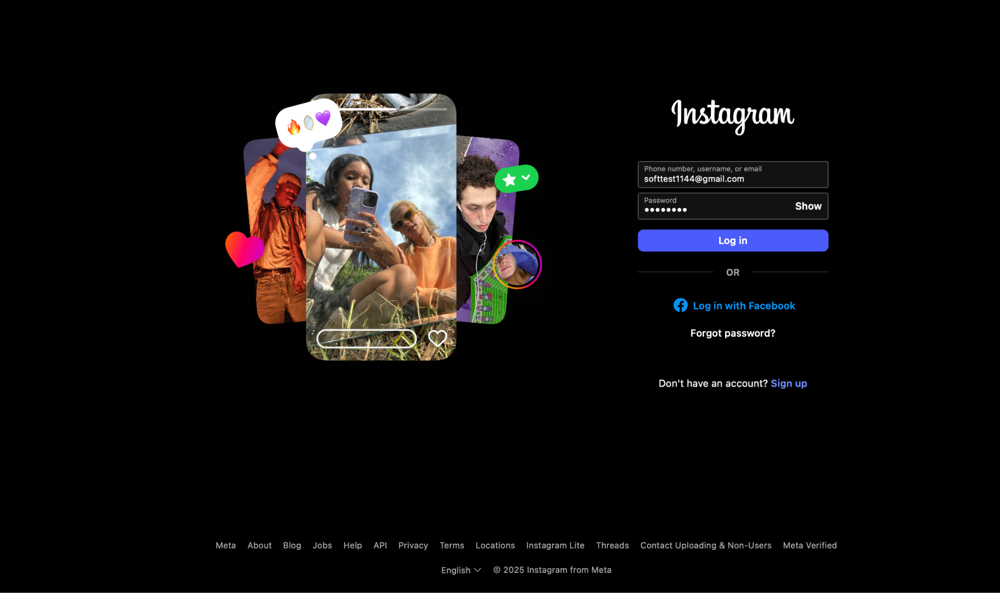 Instagram
Phone number, username, or email
softtest1144@gmail.com
Password
••••••••
Show
Log in
OR
Log in with Facebook
Forgot password?
Don't have an account? Sign up
Meta About Blog Jobs Help API Privacy Terms Locations Instagram Lite Threads Contact Uploading & Non-Users Meta Verified
English © 2025 Instagram from Meta